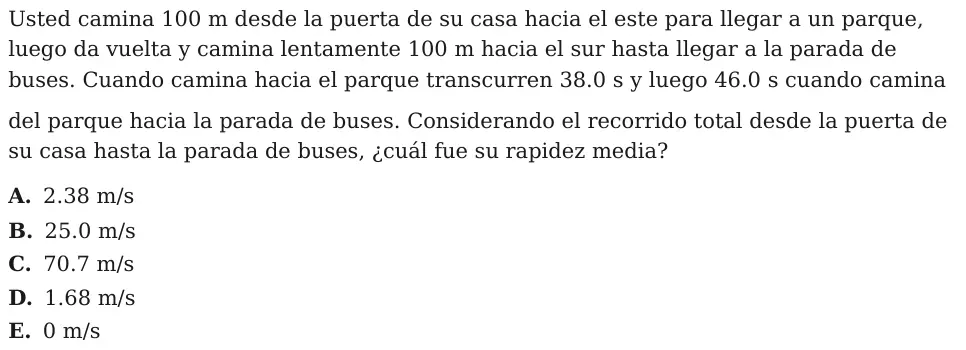 Usted camina 100 m desde la puerta de su casa hacia el este para llegar a un parque,
luego da vuelta y camina lentamente 100 m hacia el sur hasta llegar a la parada de
buses. Cuando camina hacia el parque transcurren 38.0 s y luego 46.0 s cuando camina
del parque hacia la parada de buses. Considerando el recorrido total desde la puerta de
su casa hasta la parada de buses, ¿cuál fue su rapidez media?
A. 2.38 m/s
B. 25.0 m/s
C. 70.7 m/s
D. 1.68 m/s
E. 0 m/s